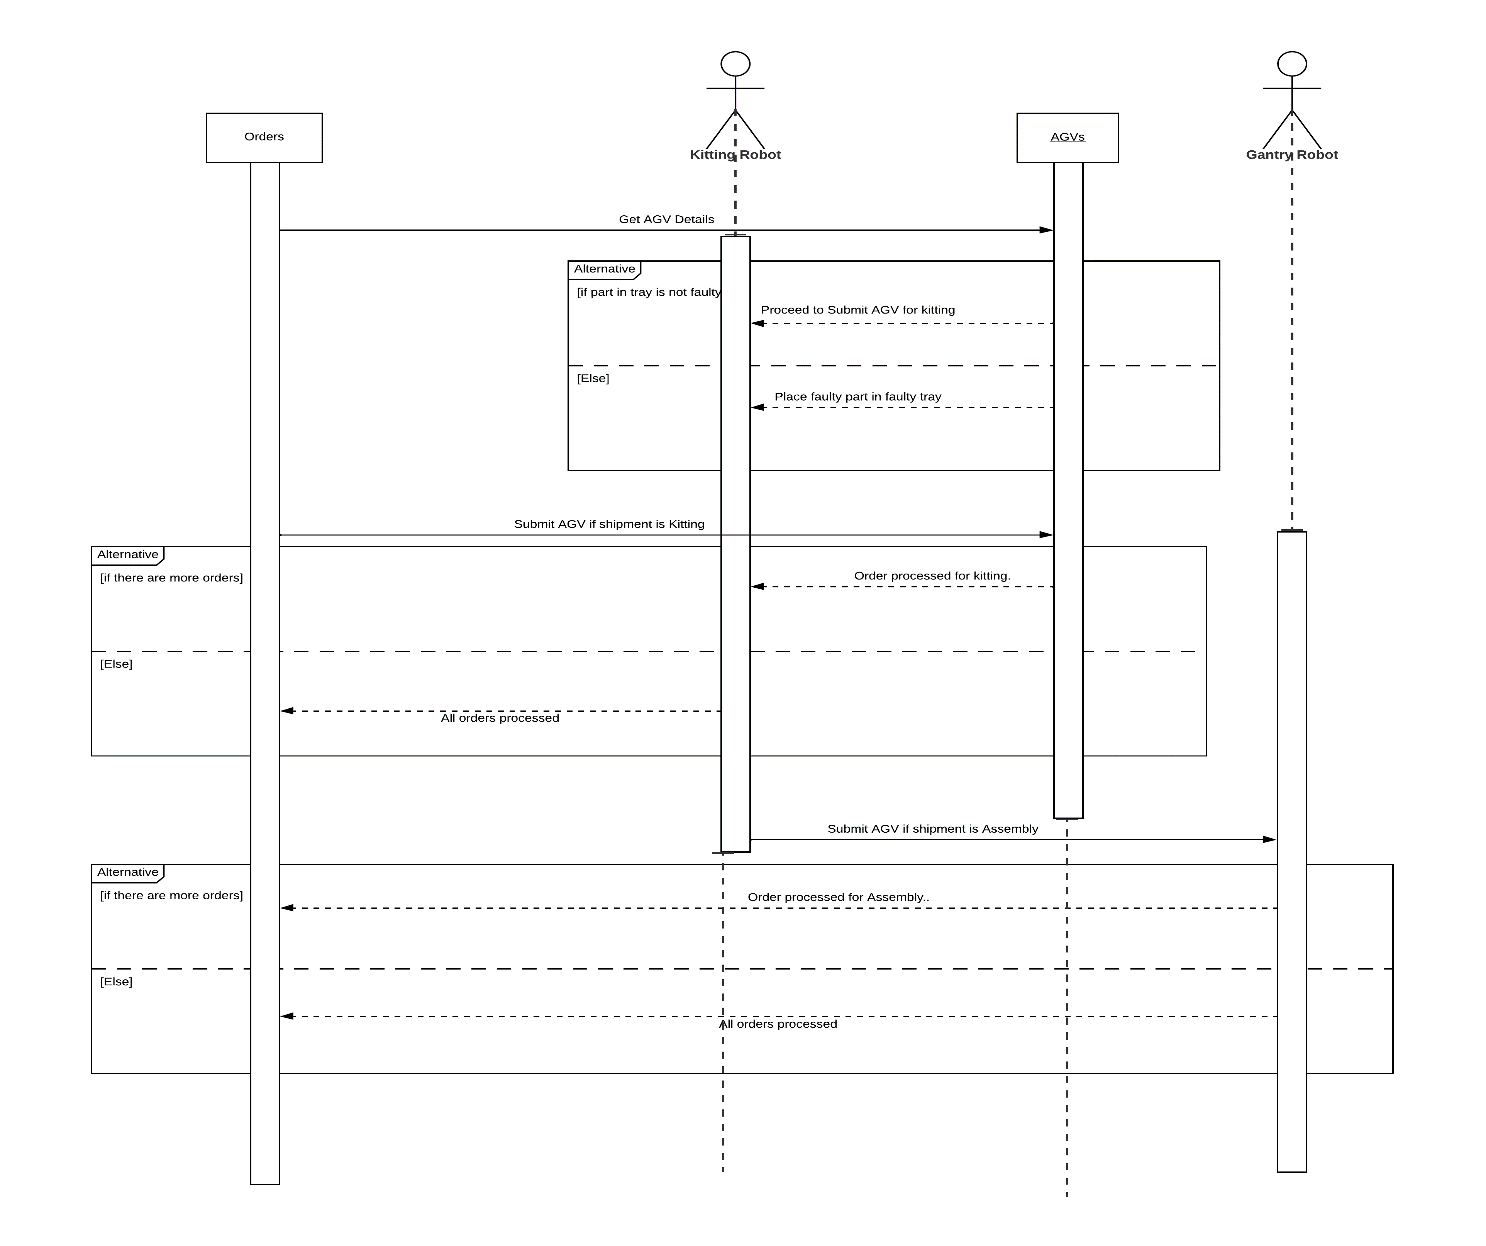 Orders
Kitting Robot
AGVs
Gantry Robot
Get AGV Details
Alternative
[if part in tray is not faulty
Proceed to Submit AGV for kitting
[Else]
Place faulty part in faulty tray
Submit AGV if shipment is Kitting
Alternative
[if there are more orders]
Order processed for kitting.
[Else]
All orders processed
Submit AGV if shipment is Assembly
Alternative
[if there are more orders]
Order processed for Assembly..
[Else]
All orders processed